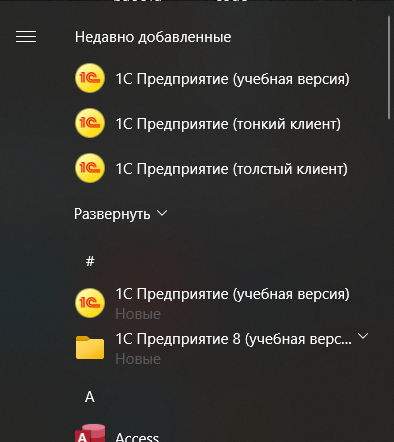 Недавно добавленные
1С Предприятие (учебная версия)
1С Предприятие (тонкий клиент)
1С Предприятие (толстый клиент)
Развернуть
#
1С Предприятие (учебная версия)
Новые
1С Предприятие 8 (учебная верс...
Новые
A
Access